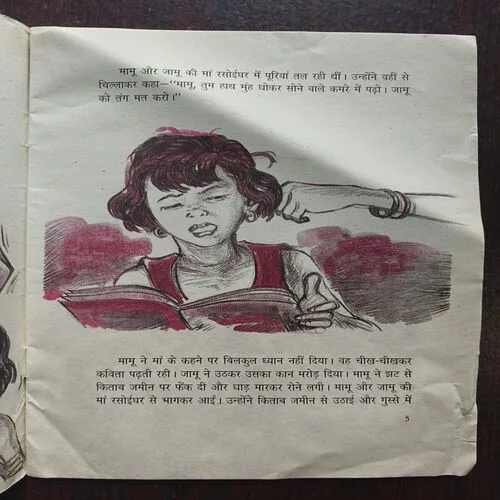 मामू और जामू की मां रसोईघर में पूरियां तल रही थीं। उन्होंने वहीं से
चिल्लाकर कहा—"मामू, तुम हाथ मुंह धोकर सोने वाले कमरे में पढ़ो। जामू
को तंग मत करो।"
मामू ने मां के कहने पर बिलकुल ध्यान नहीं दिया। वह चीख-चीखकर
कविता पढ़ती रही। जामू ने उठकर उसका कान मरोड़ दिया। मामू ने झट से
किताब जमीन पर फेंक दी और धाड़ मारकर रोने लगी। मामू और जामू की
मां रसोईघर से भागकर आईं। उन्होंने किताब जमीन से उठाई और गुस्से में
5